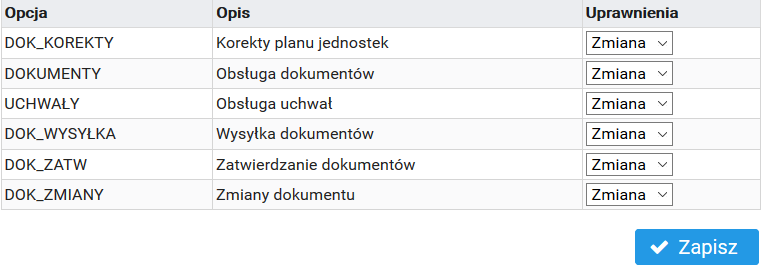 Opcja Opis Uprawnienia
DOK_KOREKTY Korekty planu jednostek Zmiana
DOKUMENTY Obsługa dokumentów Zmiana
UCHWAŁY Obsługa uchwał Zmiana
DOK_WYSYŁKA Wysyłka dokumentów Zmiana
DOK_ZATW Zatwierdzanie dokumentów Zmiana
DOK_ZMIANY Zmiany dokumentu Zmiana
Zapisz